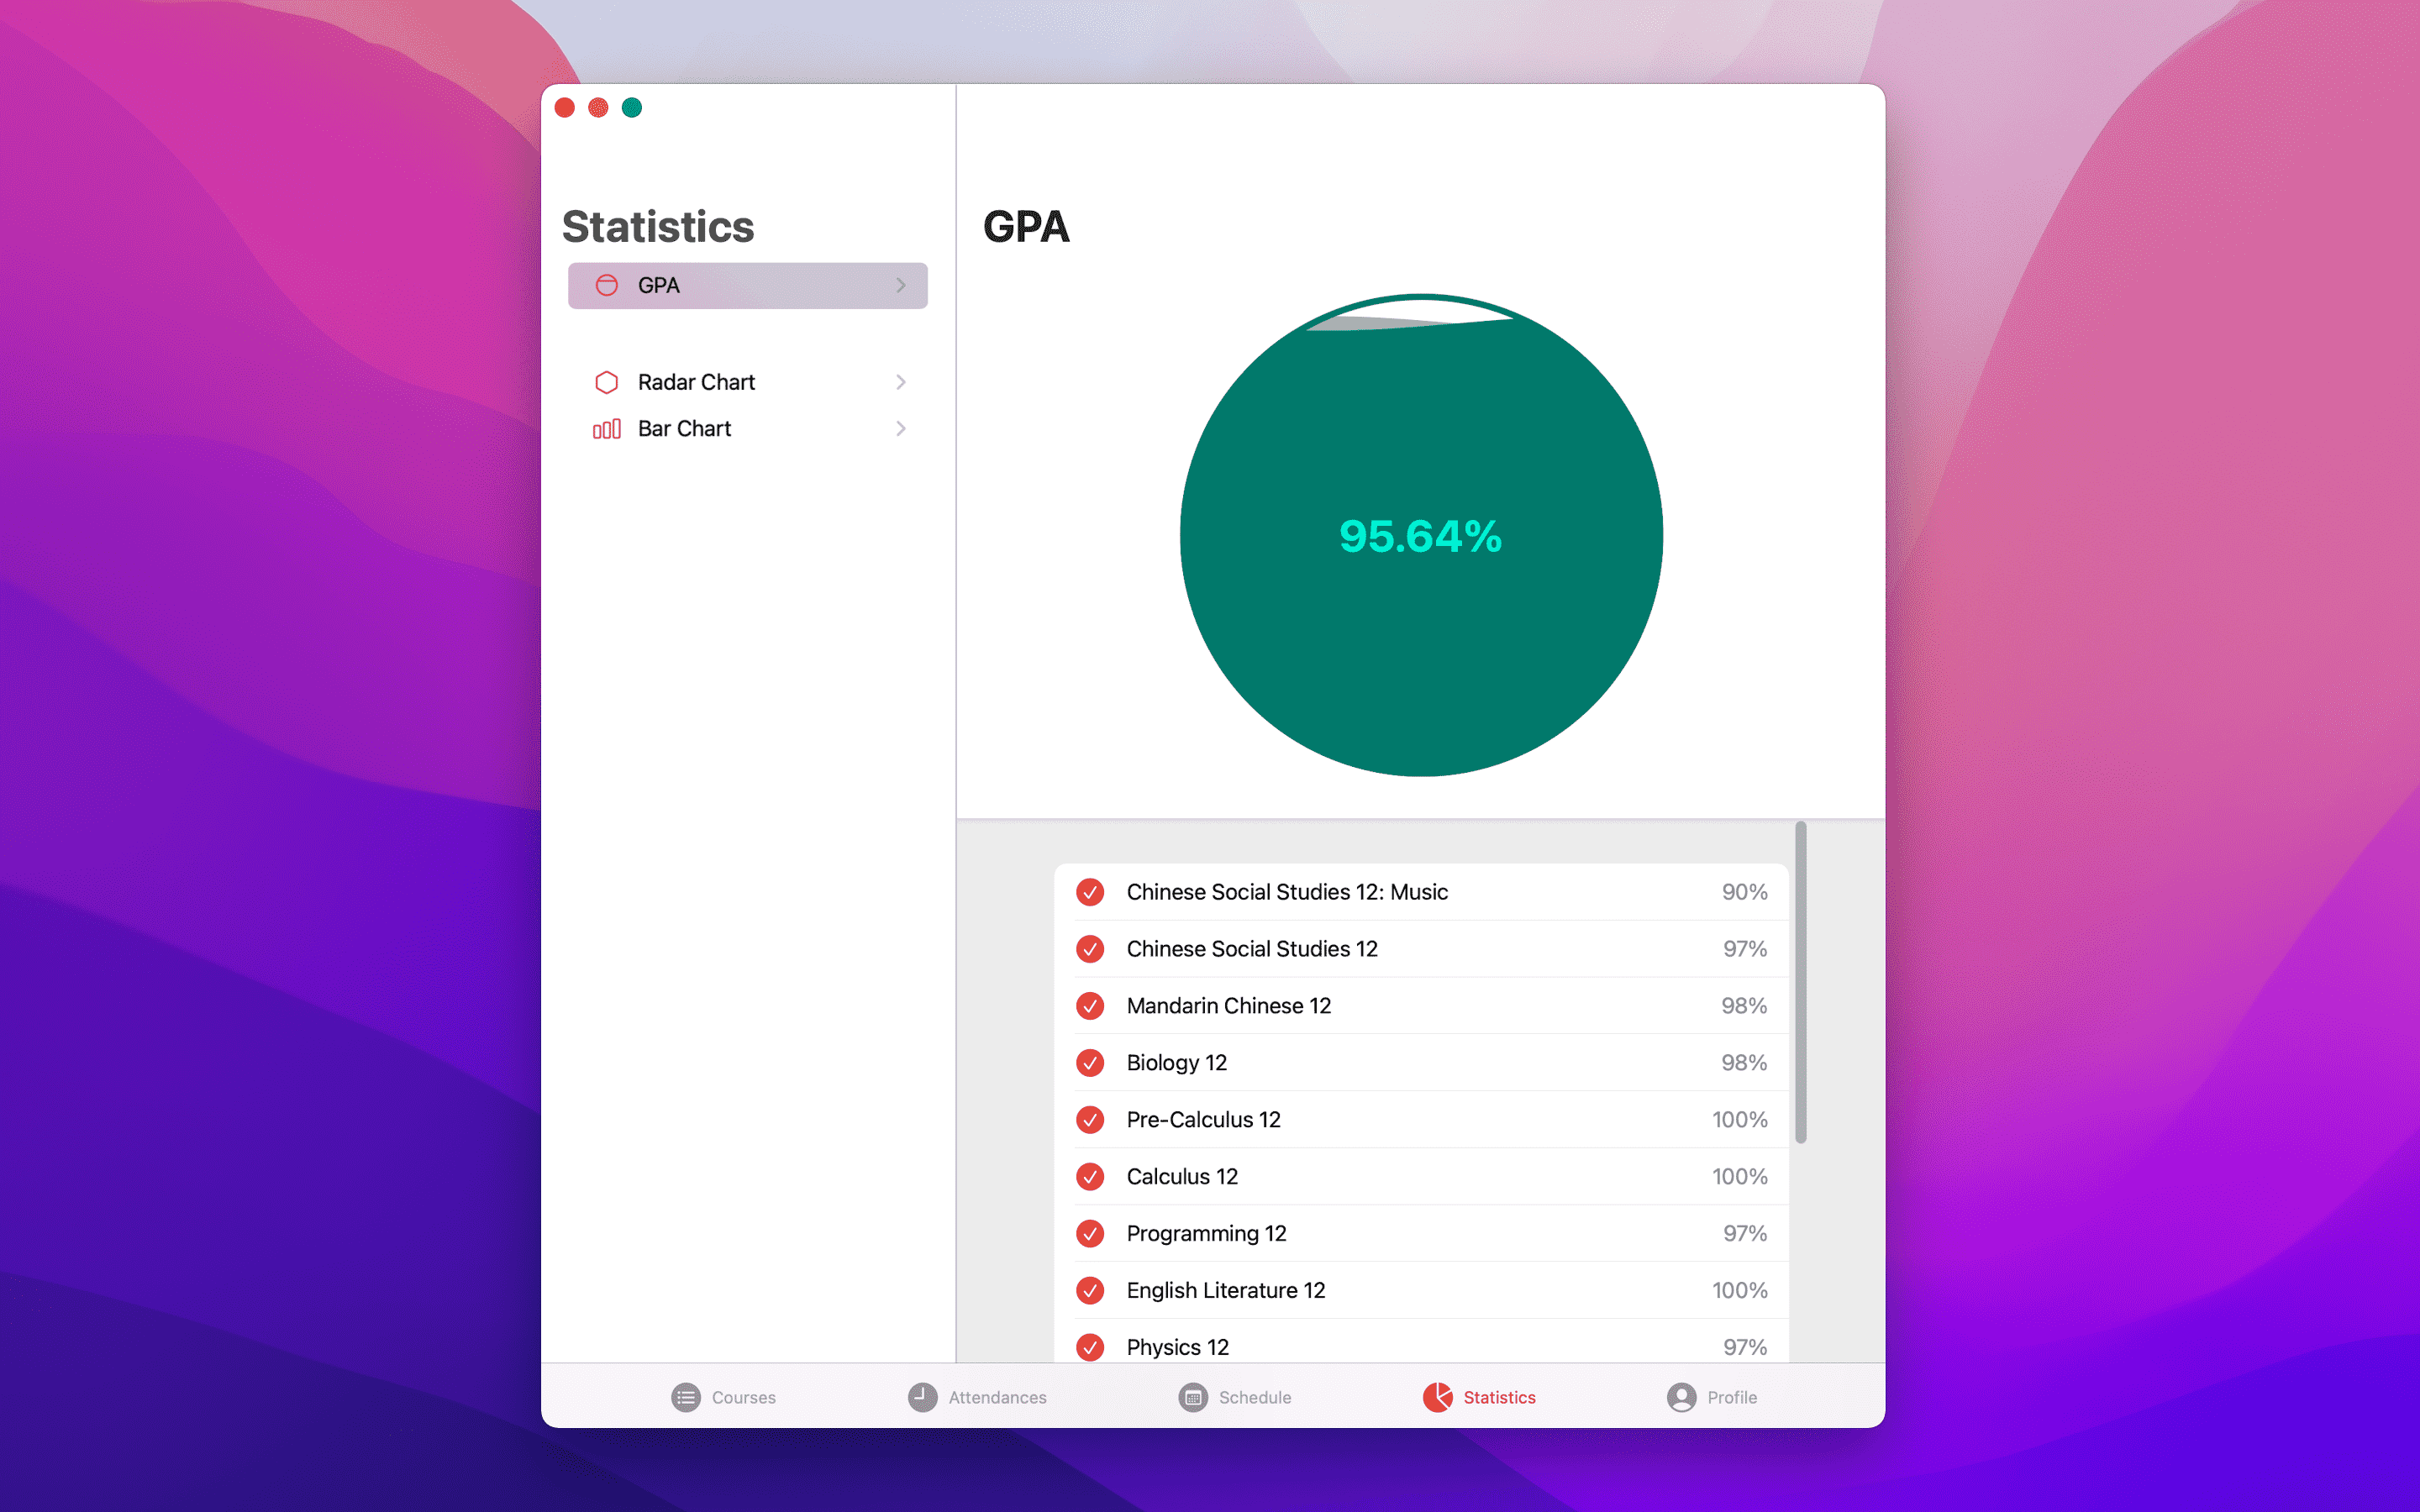 Statistics
GPA
Radar Chart
Bar Chart
GPA
95.64%
Chinese Social Studies 12: Music 90%
Chinese Social Studies 12 97%
Mandarin Chinese 12 98%
Biology 12 98%
Pre-Calculus 12 100%
Calculus 12 100%
Programming 12 97%
English Literature 12 100%
Physics 12 97%
Courses Attendances Schedule Statistics Profile